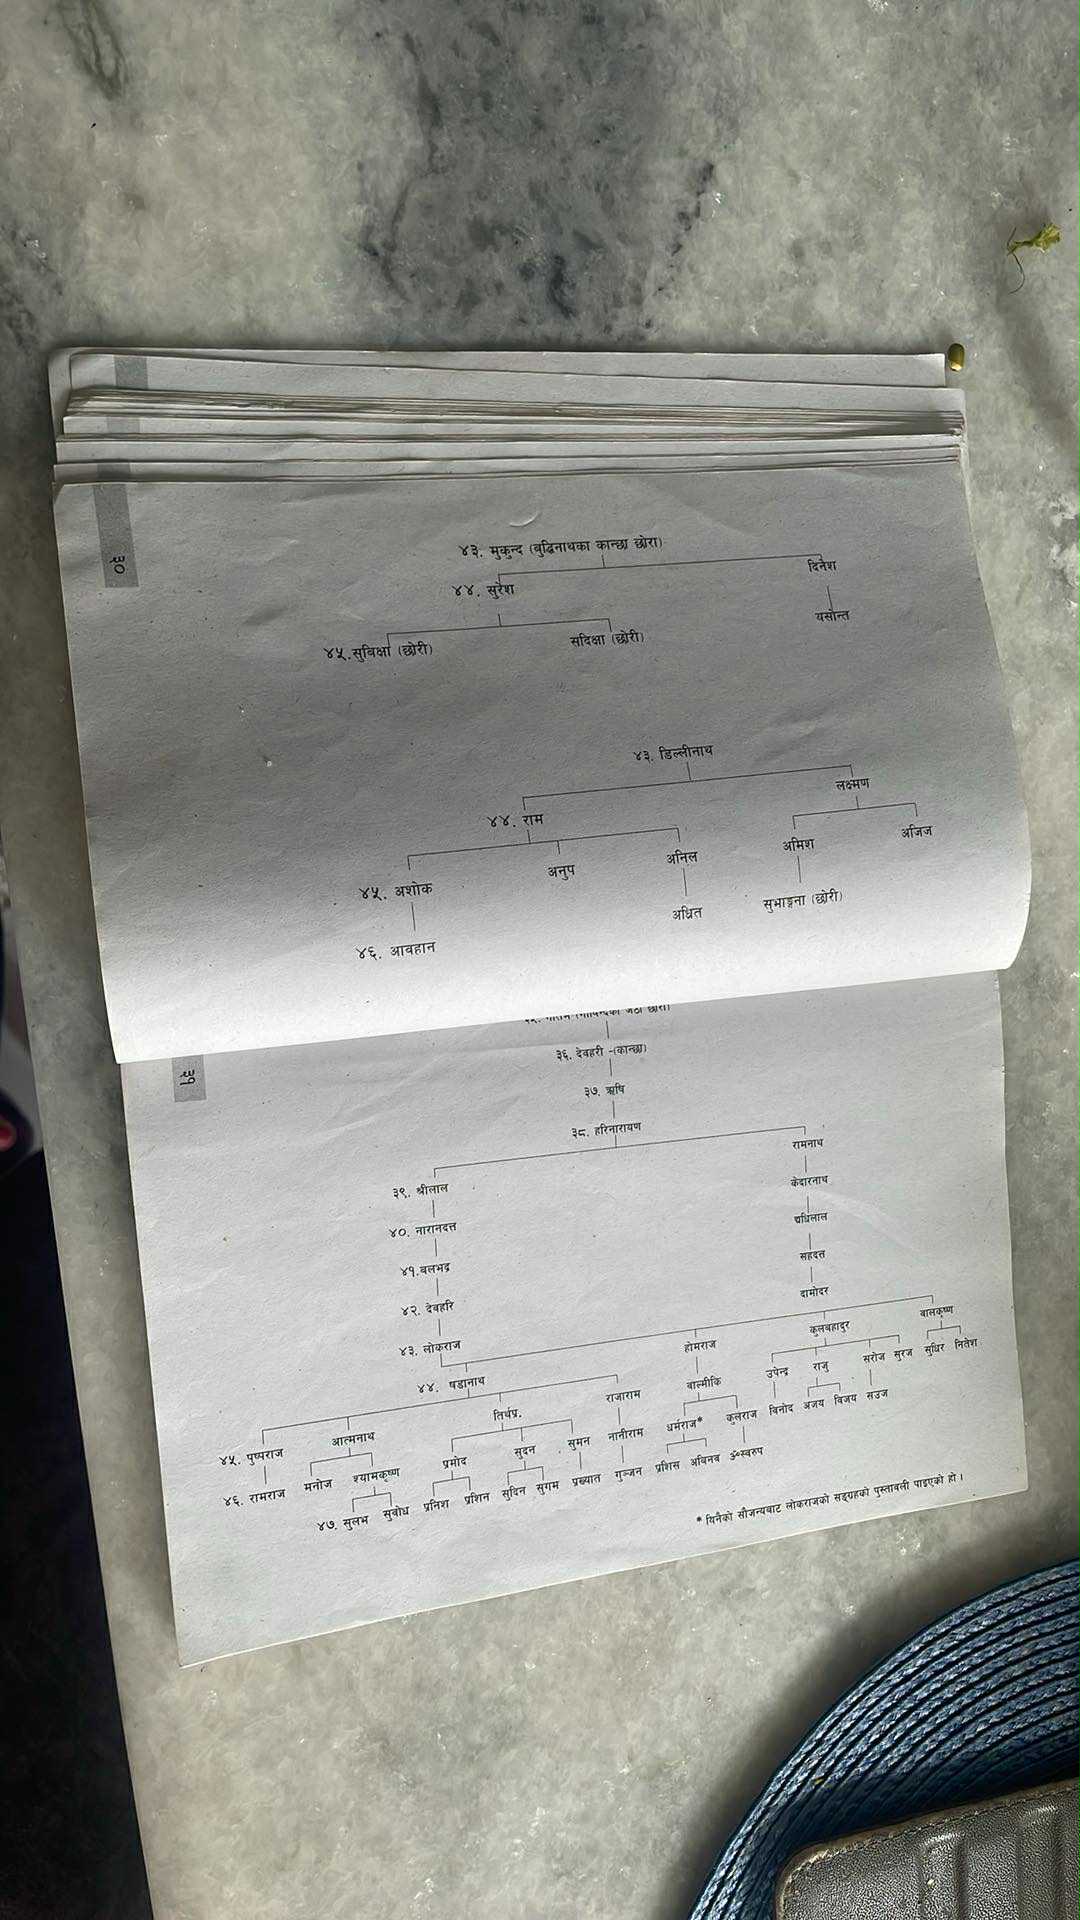 ३०
४३. मुकुन्द (बुद्धिनाथका कान्छा छोरा)
४४. सुरेश दिनेश
४५.सुबिक्षा (छोरी) सदिक्षा (छोरी) यसोन्त
४३. डिल्लीनाथ
४४. राम लक्ष्मण
४५. अशोक अनुप अनिल अमिश अजिज
४६. आवहान अध्रित (छोरी)
३१
३६. देवहरी -(कान्छा)
३७. ऋषि
३८. हरिनारायण
३९. श्रीलाल रामनाथ
४०. नारानदत्त केदारनाथ
४१.बलभद्र
४२. देवहरि सहदत्त
४३. लोकराज दामोदर
४४. षडानाथ होमराज कुलबहादुर बालकृष्ण
४५. पुष्पराज आत्मनाथ तिर्थप्र. राजाराम बाल्मीकि उपेन्द्र राजु सरोज सुरज सुधिर नितेश
४६. रामराज मनोज श्यामकृष्ण प्रमोद सुदन सुमन नानीराम धर्मराज* कुलराज विनोद अजय विजय सउज
४७. सुलभ सुबोध प्रनिश प्रशिन सुदिन सुगम प्रख्यात गुञ्जन प्रशिस अविनव ॐस्वरुप
* यिनैको सौजन्यबाट लोकराजको सङ्ग्रहको पुस्तावली पाइएको हो ।